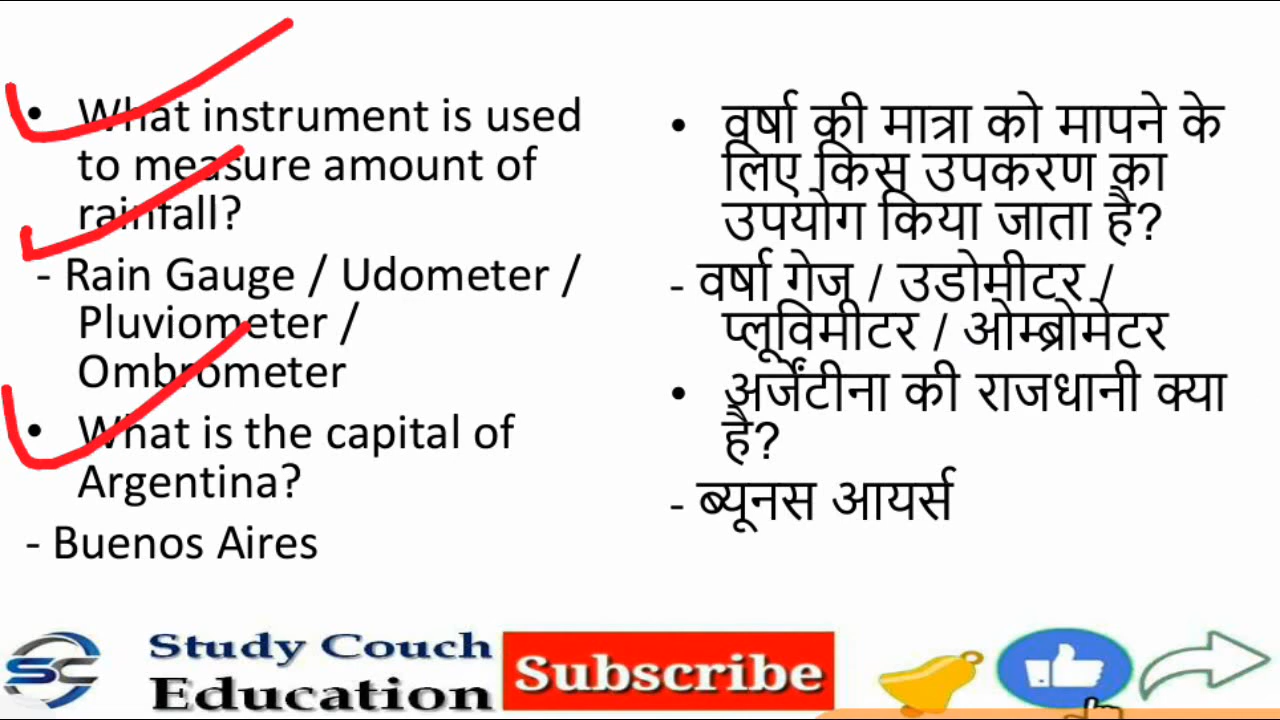 • What instrument is used
to measure amount of
rainfall?
- Rain Gauge / Udometer /
Pluviometer /
Ombrometer
• What is the capital of
Argentina?
- Buenos Aires
• वर्षा की मात्रा को मापने के
लिए किस उपकरण का
उपयोग किया जाता है?
- वर्षा गेज / उडोमीटर /
प्लूविमीटर / ओम्ब्रोमेटर
• अर्जेंटीना की राजधानी क्या
है?
- ब्यूनस आयर्स
SC
Study Couch
Education
Subscribe